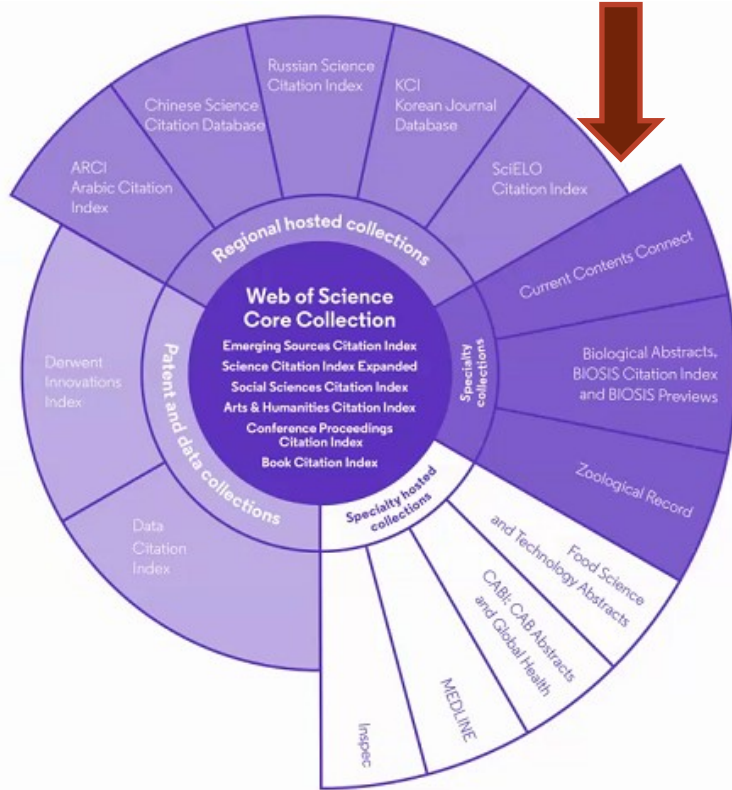 Russian Science
Citation Index
KCI
Korean Journal
Database
Chinese Science
Citation Database
SciELO
Citation Index
ARCI
Arabic Citation
Index
Regional hosted collections
Current Contents Connect
Web of Science
Core Collection
Emerging Sources Citation Index
Science Citation Index Expanded
Social Sciences Citation Index
Arts & Humanities Citation Index
Conference Proceedings
Citation Index
Book Citation Index
Specialty
collections
Biological Abstracts,
BIOSIS Citation Index
and BIOSIS Previews
Patent and data collections
Derwent
Innovations
Index
Zoological Record
Specialty hosted
collections
Food Science
and Technology Abstracts
Data
Citation
Index
CABI: CAB Abstracts
and Global Health
MEDLINE
Inspec